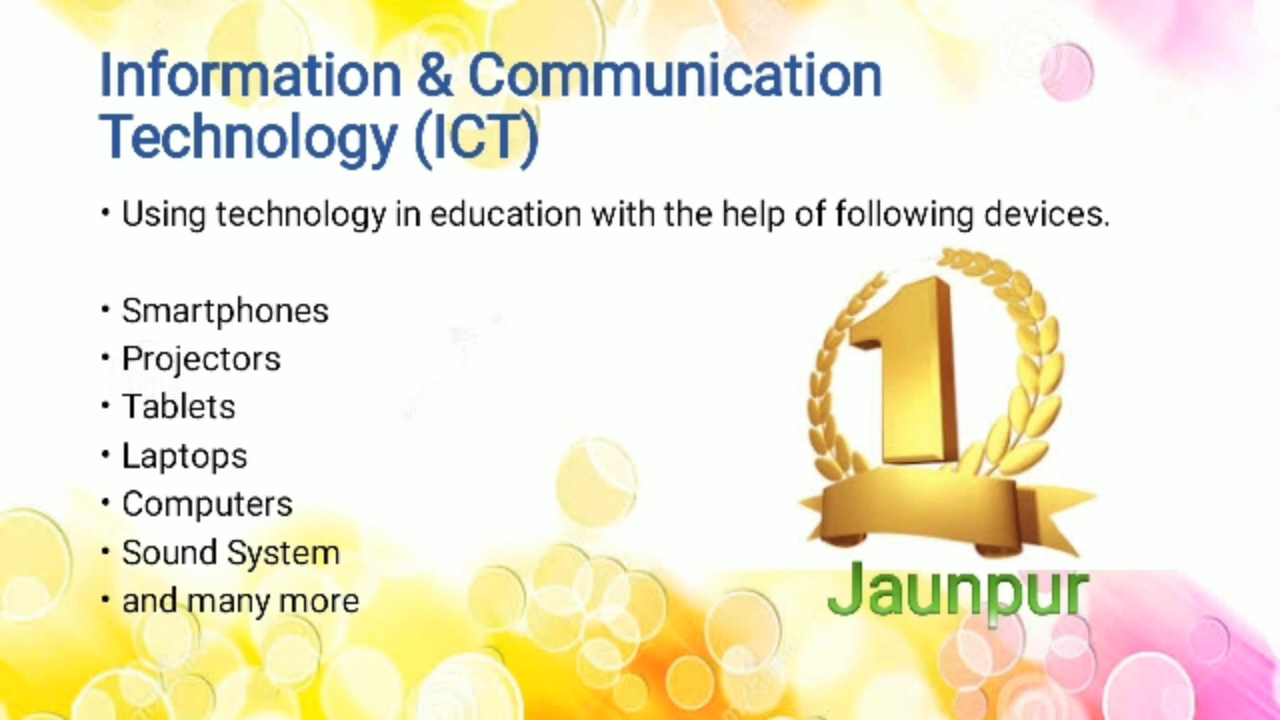 Information & Communication
Technology (ICT)
• Using technology in education with the help of following devices.
• Smartphones
• Projectors
• Tablets
• Laptops
• Computers
• Sound System
• and many more
1
Jaunpur